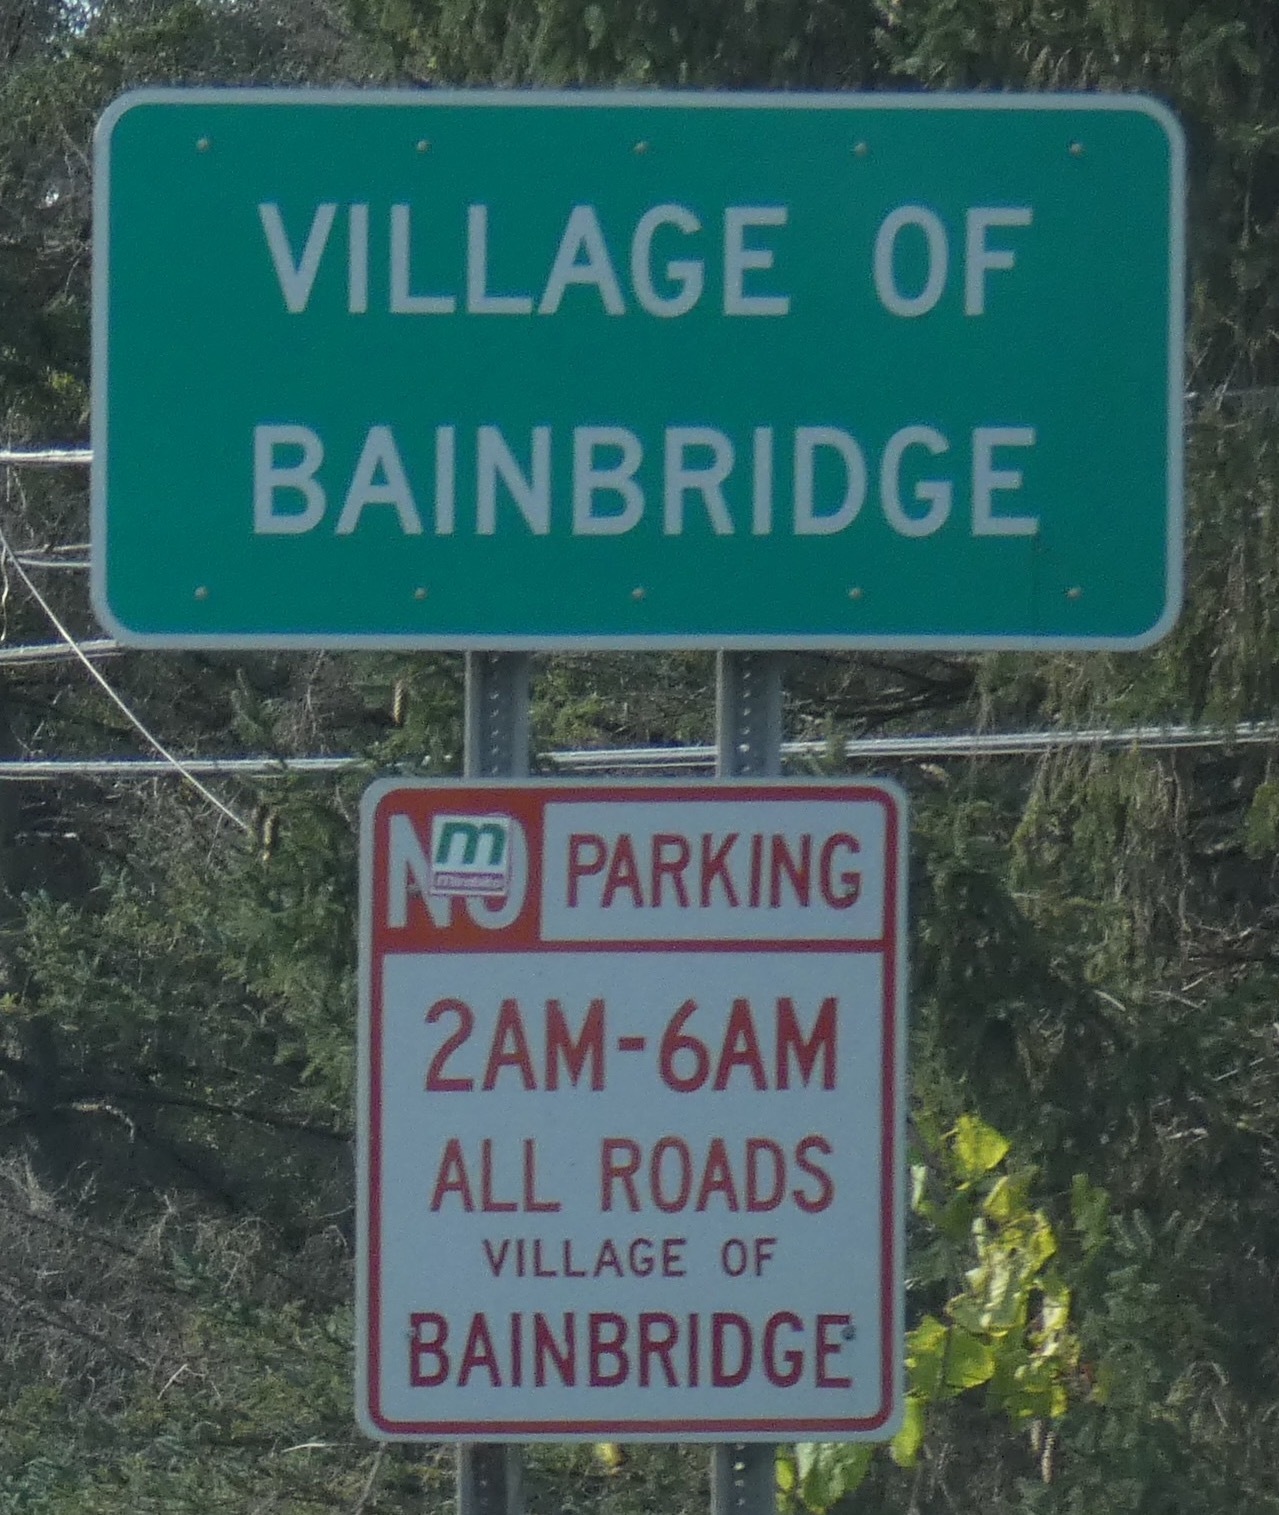 VILLAGE OF
BAINBRIDGE
NO PARKING
m
2AM-6AM
ALL ROADS
VILLAGE OF
BAINBRIDGE